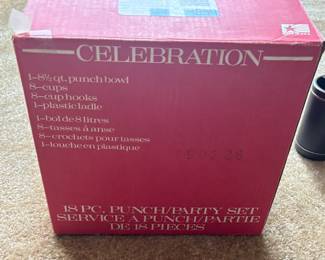 CELEBRATION
1-8½ qt. punch bowl
8-cups
8-cup hooks
1-plastic ladle
1-bol de 8 litres
8-tasses à anse
8-crochets pour tasses
1-louche en plastique
18 PC. PUNCH/PARTY SET
SERVICE A PUNCH/PARTIE
DE 18 PIECES